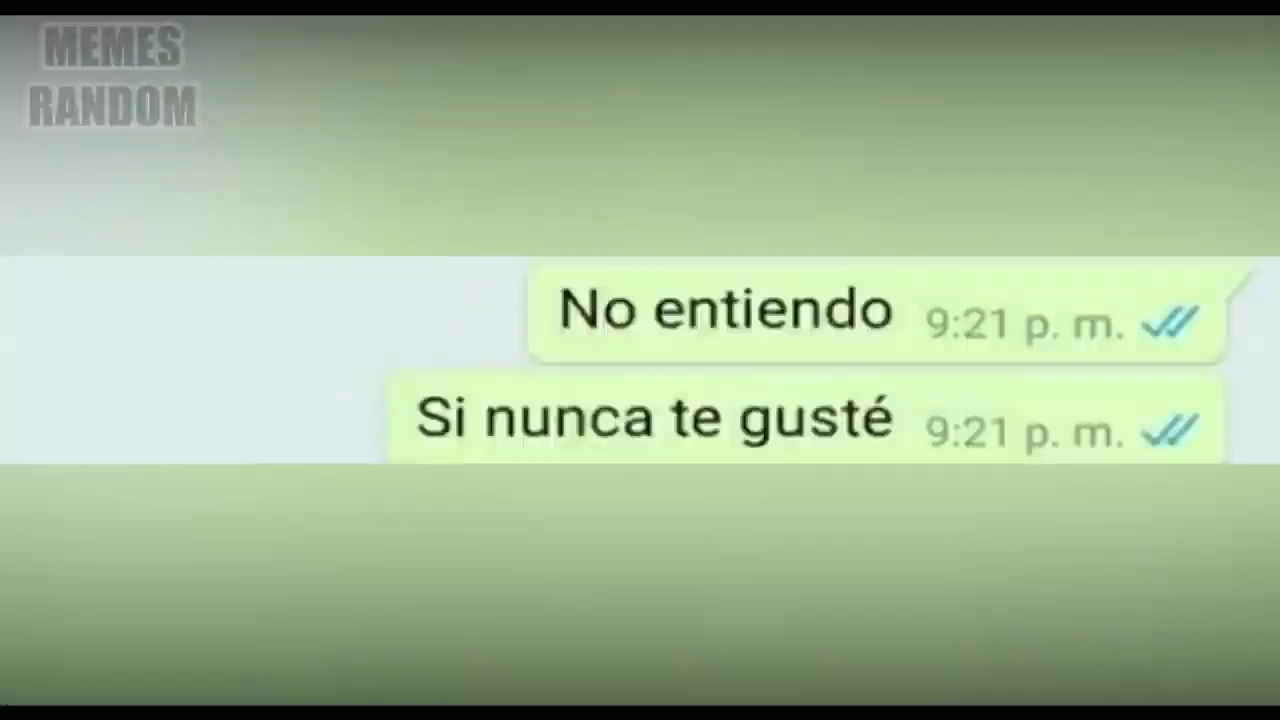 MEMES
RANDOM
No entiendo 9:21 p. m.
Si nunca te gusté 9:21 p. m.